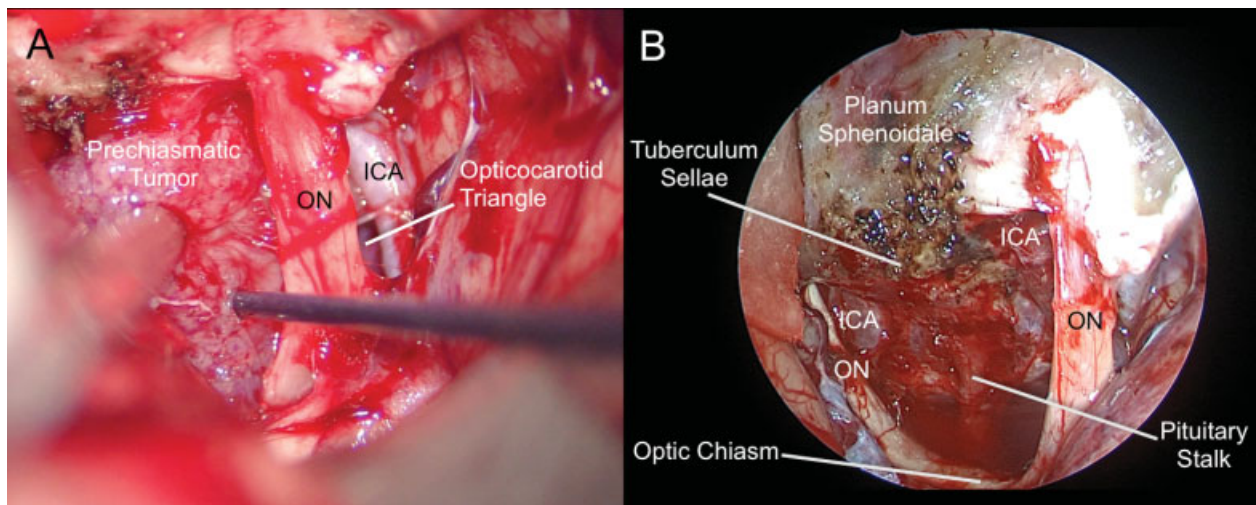 A
Prechiasmatic
Tumor
ON
ICA
Opticocarotid
Triangle
B
Planum
Sphenoidale
Tuberculum
Sellae
ICA
ICA
ON
ON
Optic Chiasm
Pituitary
Stalk